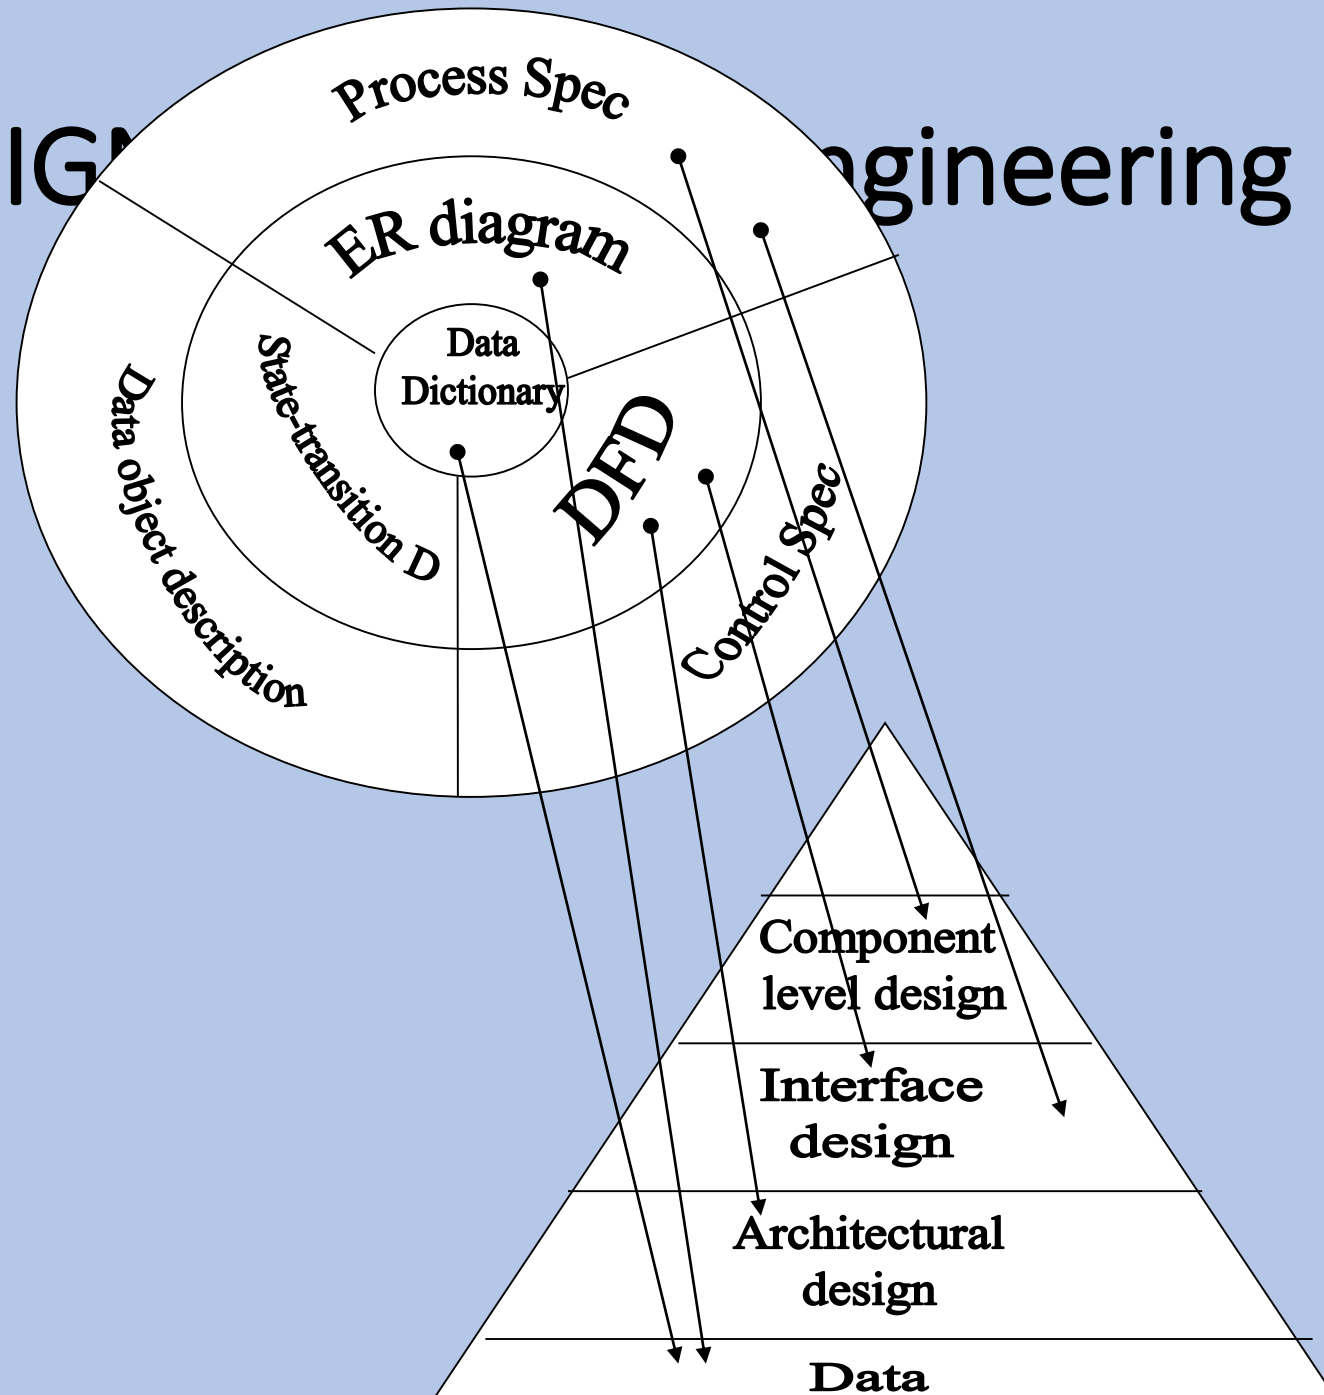 Process Spec
ngineering
ER diagram
Data
Dictionary
State-transition D
DFD
Data object description
Control Spec
Component
level design
Interface
design
Architectural
design
Data